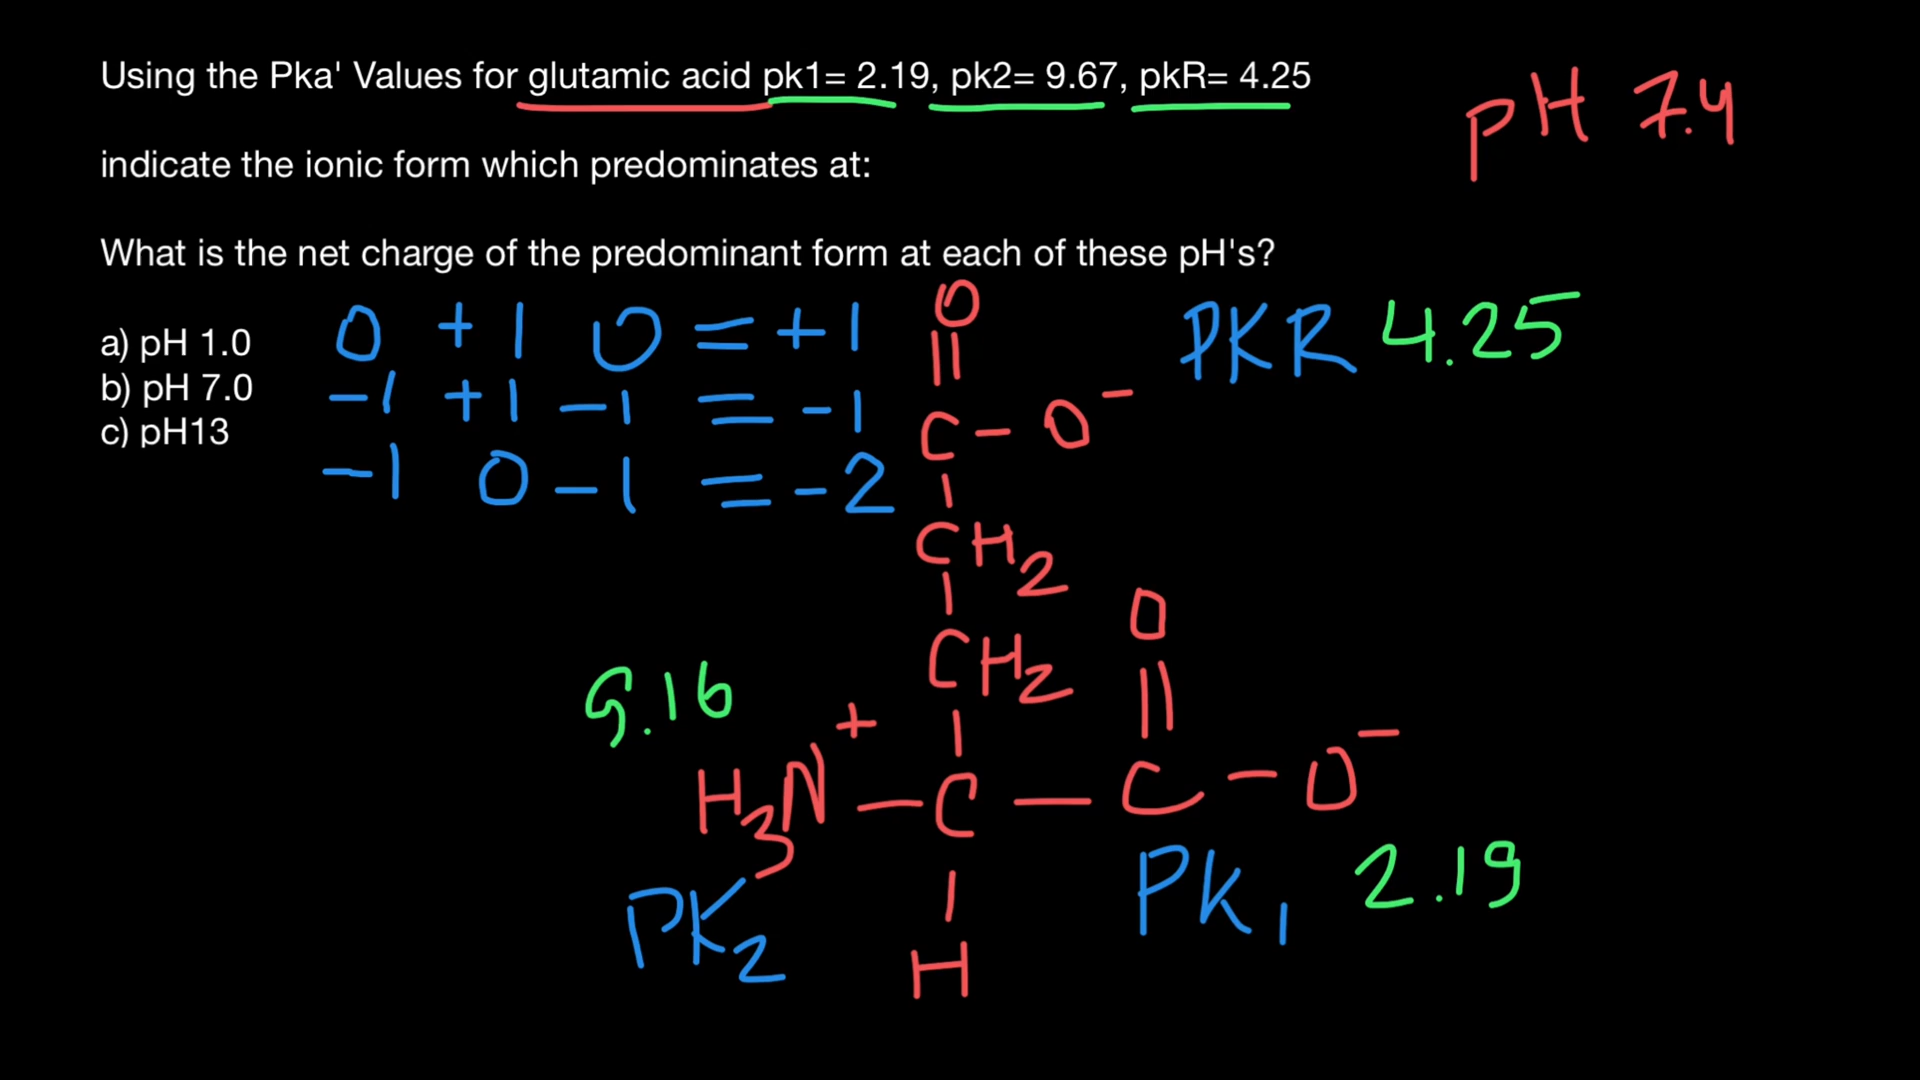 Using the Pka' Values for glutamic acid pk1= 2.19, pk2= 9.67, pkR= 4.25
pH 7.4
indicate the ionic form which predominates at:
What is the net charge of the predominant form at each of these pH's?
a) pH 1.0 0 +1 0 = +1
b) pH 7.0 -1 +1 -1 = -1
c) pH13 -1 0 -1 = -2
O
PKR 4.25
C - O -
CH2
O
CH2
9.16
+
H3N - C - C - O -
PK2
PK1 2.19
H